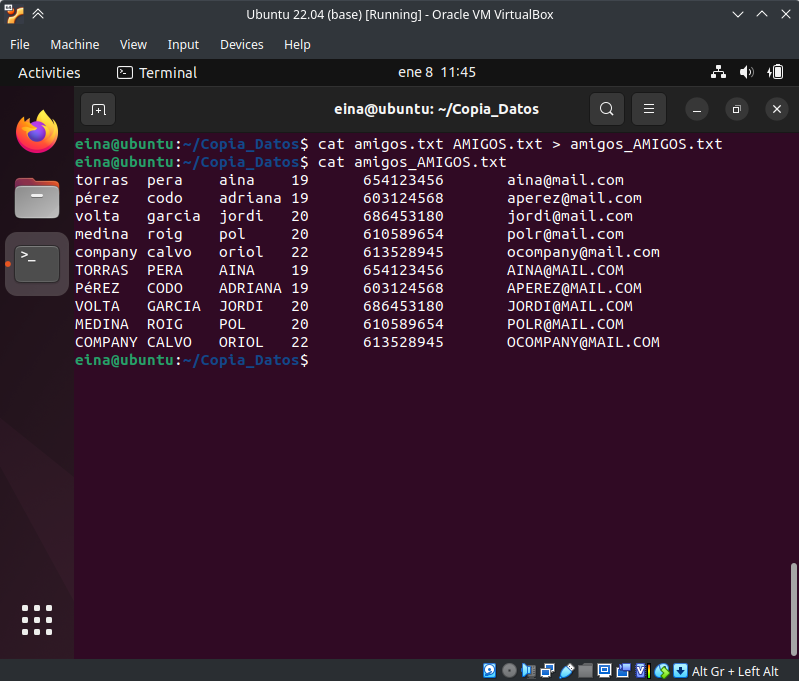 Ubuntu 22.04 (base) [Running] - Oracle VM VirtualBox
File Machine View Input Devices Help
Activities Terminal ene 8 11:45
eina@ubuntu: ~/Copia_Datos
eina@ubuntu:~/Copia_Datos$ cat amigos.txt AMIGOS.txt > amigos_AMIGOS.txt
eina@ubuntu:~/Copia_Datos$ cat amigos_AMIGOS.txt
torras pera aina 19 654123456 aina@mail.com
pérez codo adriana 19 603124568 aperez@mail.com
volta garcia jordi 20 686453180 jordi@mail.com
medina roig pol 20 610589654 polr@mail.com
company calvo oriol 22 613528945 ocompany@mail.com
TORRAS PERA AINA 19 654123456 AINA@MAIL.COM
PéREZ CODO ADRIANA 19 603124568 APEREZ@MAIL.COM
VOLTA GARCIA JORDI 20 686453180 JORDI@MAIL.COM
MEDINA ROIG POL 20 610589654 POLR@MAIL.COM
COMPANY CALVO ORIOL 22 613528945 OCOMPANY@MAIL.COM
eina@ubuntu:~/Copia_Datos$
Alt Gr + Left Alt